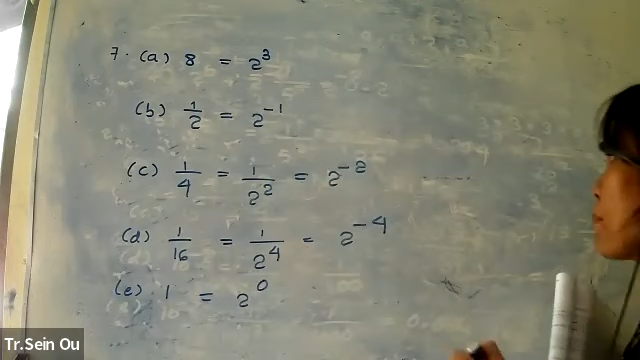 7. (a) 8 = 2³
(b) 1/2 = 2⁻¹
(c) 1/4 = 1/2² = 2⁻²
(d) 1/16 = 1/2⁴ = 2⁻⁴
(e) 1 = 2⁰
Tr.Sein Ou